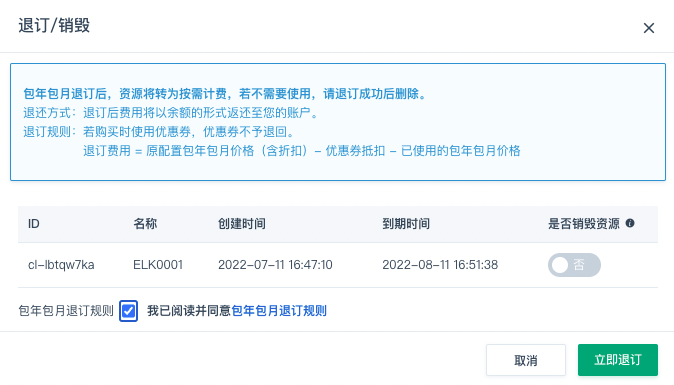 退订/销毁
包年包月退订后，资源将转为按需计费，若不需要使用，请退订成功后删除。
退还方式：退订后费用将以余额的形式返还至您的账户。
退订规则：若购买时使用优惠券，优惠券不予退回。
退订费用 = 原配置包年包月价格（含折扣）- 优惠券抵扣 - 已使用的包年包月价格
ID 名称 创建时间 到期时间 是否销毁资源
cl-lbtqw7ka ELK0001 2022-07-11 16:47:10 2022-08-11 16:51:38 否
包年包月退订规则 我已阅读并同意包年包月退订规则
取消 立即退订